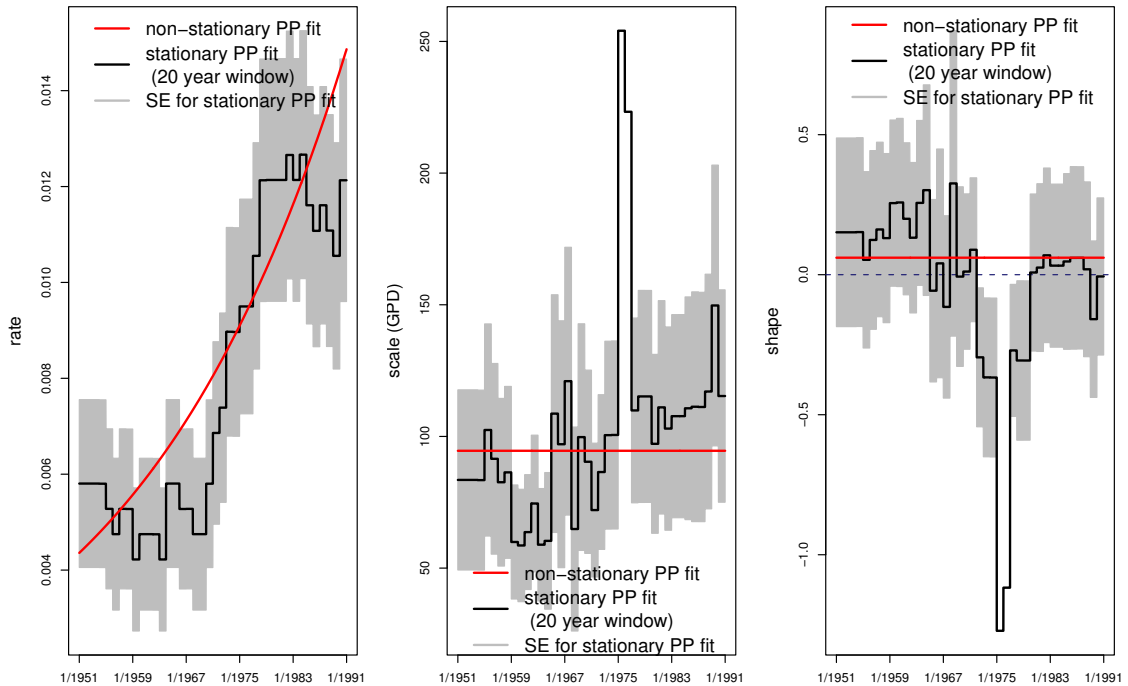 non−stationary PP fit
stationary PP fit
(20 year window)
SE for stationary PP fit
rate
0.014
0.012
0.010
0.008
0.006
0.004
1/1951 1/1959 1/1967 1/1975 1/1983 1/1991
scale (GPD)
250
200
150
100
50
non−stationary PP fit
stationary PP fit
(20 year window)
SE for stationary PP fit
1/1951 1/1959 1/1967 1/1975 1/1983 1/1991
non−stationary PP fit
stationary PP fit
(20 year window)
SE for stationary PP fit
shape
0.5
0.0
−0.5
−1.0
1/1951 1/1959 1/1967 1/1975 1/1983 1/1991